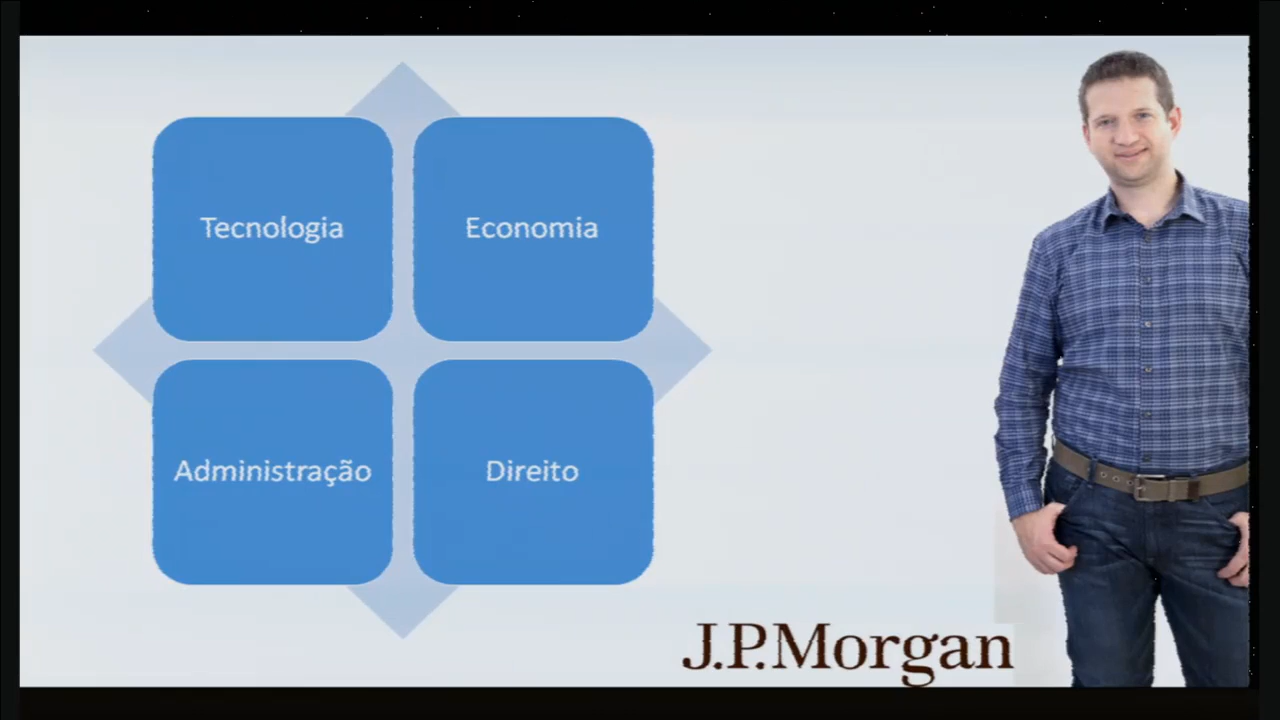 Tecnologia
Economia
Administração
Direito
J.P.Morgan